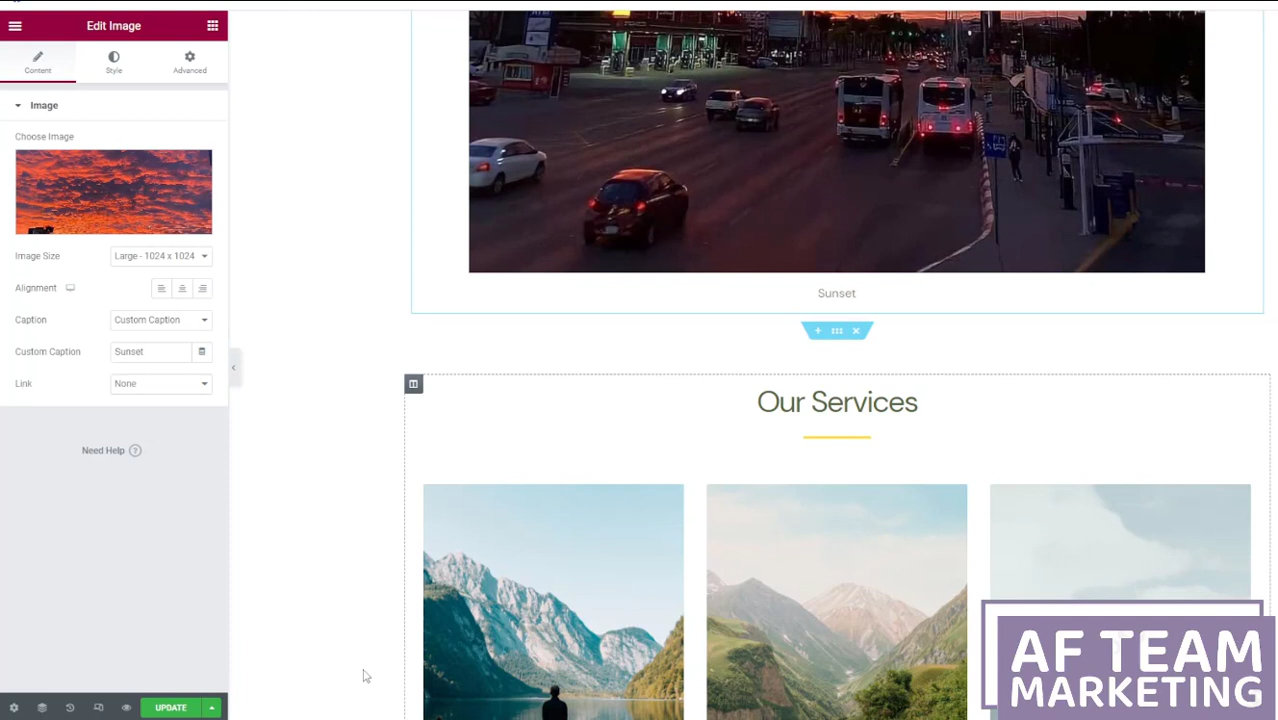 Edit Image
Content
Style
Advanced
Image
Choose Image
Image Size
Large - 1024 x 1024
Alignment
Caption
Custom Caption
Custom Caption
Sunset
Link
None
Need Help ?
UPDATE
Sunset
Our Services
AF TEAM
MARKETING